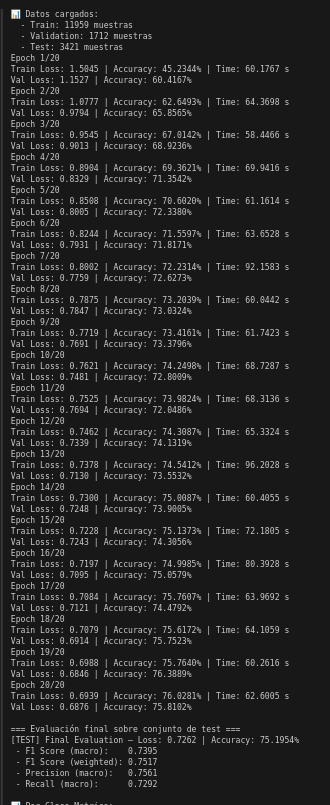 📊 Datos cargados:
- Train: 11959 muestras
- Validation: 1712 muestras
- Test: 3421 muestras
Epoch 1/20
Train Loss: 1.5045 | Accuracy: 45.2344% | Time: 60.1767 s
Val Loss: 1.1527 | Accuracy: 60.4167%
Epoch 2/20
Train Loss: 1.0777 | Accuracy: 62.6493% | Time: 64.3698 s
Val Loss: 0.9794 | Accuracy: 65.8565%
Epoch 3/20
Train Loss: 0.9545 | Accuracy: 67.0142% | Time: 58.4466 s
Val Loss: 0.9013 | Accuracy: 68.9236%
Epoch 4/20
Train Loss: 0.8904 | Accuracy: 69.3621% | Time: 69.9416 s
Val Loss: 0.8329 | Accuracy: 71.3542%
Epoch 5/20
Train Loss: 0.8508 | Accuracy: 70.6020% | Time: 61.1614 s
Val Loss: 0.8005 | Accuracy: 72.3380%
Epoch 6/20
Train Loss: 0.8244 | Accuracy: 71.5597% | Time: 63.6528 s
Val Loss: 0.7931 | Accuracy: 71.8171%
Epoch 7/20
Train Loss: 0.8002 | Accuracy: 72.2314% | Time: 92.1583 s
Val Loss: 0.7759 | Accuracy: 72.6273%
Epoch 8/20
Train Loss: 0.7875 | Accuracy: 73.2039% | Time: 60.0442 s
Val Loss: 0.7847 | Accuracy: 73.0324%
Epoch 9/20
Train Loss: 0.7719 | Accuracy: 73.4161% | Time: 61.7423 s
Val Loss: 0.7691 | Accuracy: 73.3796%
Epoch 10/20
Train Loss: 0.7621 | Accuracy: 74.2498% | Time: 68.7287 s
Val Loss: 0.7481 | Accuracy: 72.8009%
Epoch 11/20
Train Loss: 0.7525 | Accuracy: 73.9824% | Time: 68.3136 s
Val Loss: 0.7694 | Accuracy: 72.0486%
Epoch 12/20
Train Loss: 0.7462 | Accuracy: 74.3087% | Time: 65.3324 s
Val Loss: 0.7339 | Accuracy: 74.1319%
Epoch 13/20
Train Loss: 0.7378 | Accuracy: 74.5412% | Time: 96.2028 s
Val Loss: 0.7130 | Accuracy: 73.5532%
Epoch 14/20
Train Loss: 0.7300 | Accuracy: 75.0087% | Time: 60.4055 s
Val Loss: 0.7248 | Accuracy: 73.9005%
Epoch 15/20
Train Loss: 0.7228 | Accuracy: 75.1373% | Time: 72.1805 s
Val Loss: 0.7243 | Accuracy: 74.3056%
Epoch 16/20
Train Loss: 0.7197 | Accuracy: 74.9985% | Time: 80.3928 s
Val Loss: 0.7095 | Accuracy: 75.0579%
Epoch 17/20
Train Loss: 0.7084 | Accuracy: 75.7607% | Time: 63.9692 s
Val Loss: 0.7121 | Accuracy: 74.4792%
Epoch 18/20
Train Loss: 0.7079 | Accuracy: 75.6172% | Time: 64.1059 s
Val Loss: 0.6914 | Accuracy: 75.7523%
Epoch 19/20
Train Loss: 0.6988 | Accuracy: 75.7640% | Time: 60.2616 s
Val Loss: 0.6846 | Accuracy: 76.3889%
Epoch 20/20
Train Loss: 0.6939 | Accuracy: 76.0281% | Time: 62.6005 s
Val Loss: 0.6876 | Accuracy: 75.8102%
=== Evaluación final sobre conjunto de test ===
[TEST] Final Evaluation — Loss: 0.7262 | Accuracy: 75.1954%
- F1 Score (macro): 0.7395
- F1 Score (weighted): 0.7517
- Precision (macro): 0.7561
- Recall (macro): 0.7292